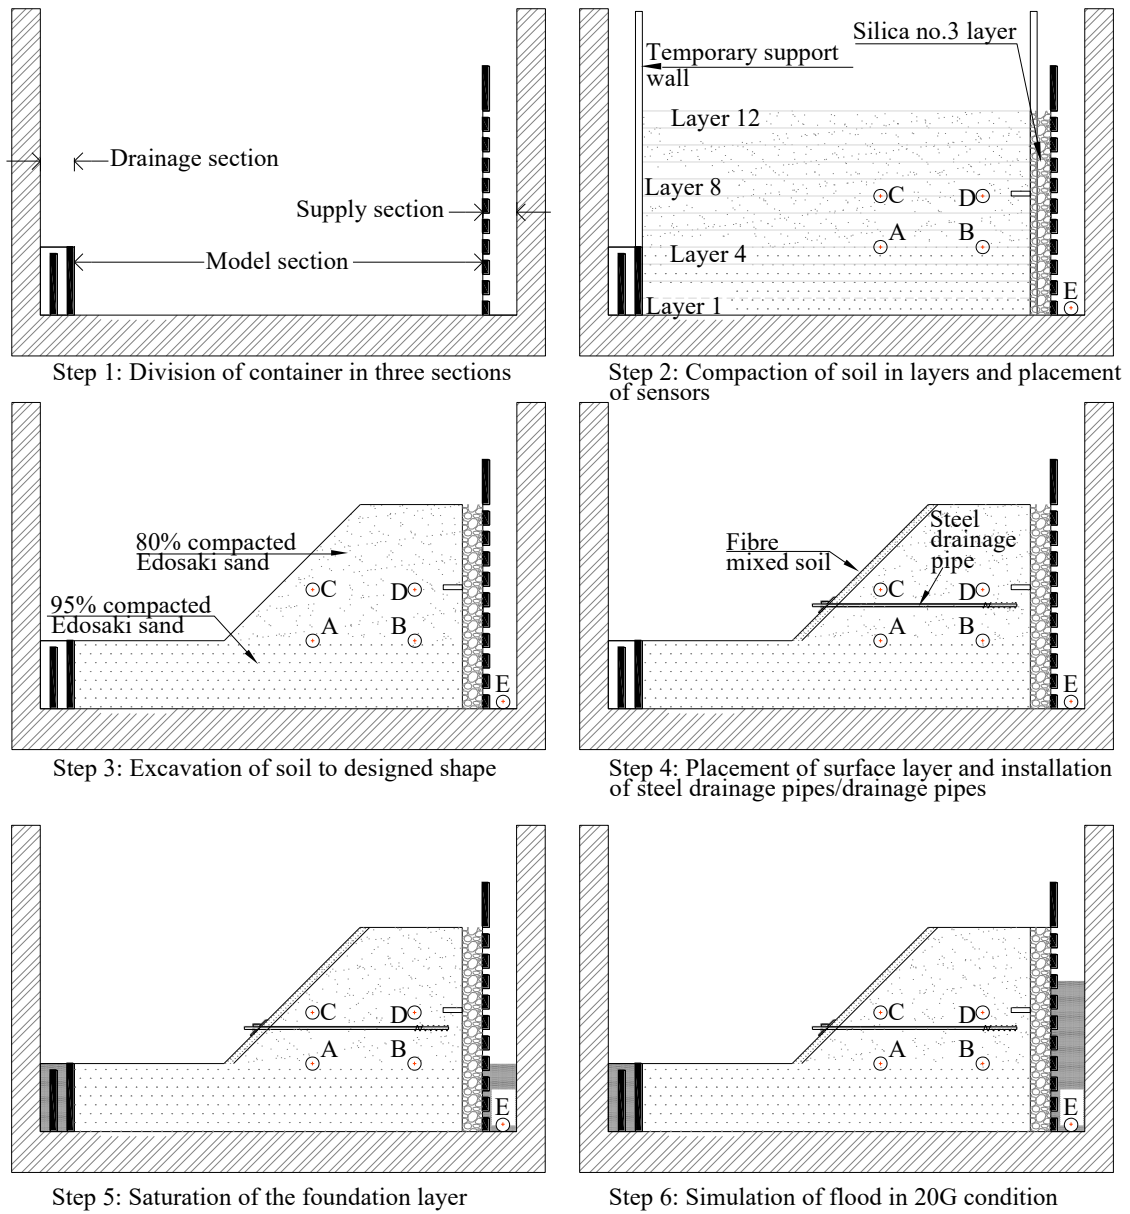 Drainage section
Supply section
Model section
Step 1: Division of container in three sections
Silica no.3 layer
Temporary support
wall
Layer 12
Layer 8
C
D
A
B
Layer 4
E
Layer 1
Step 2: Compaction of soil in layers and placement
of sensors
80% compacted
Edosaki sand
C
D
95% compacted
Edosaki sand
A
B
E
Step 3: Excavation of soil to designed shape
Steel
drainage
pipe
Fibre
mixed soil
C
D
A
B
E
Step 4: Placement of surface layer and installation
of steel drainage pipes/drainage pipes
C
D
A
B
E
Step 5: Saturation of the foundation layer
C
D
A
B
E
Step 6: Simulation of flood in 20G condition